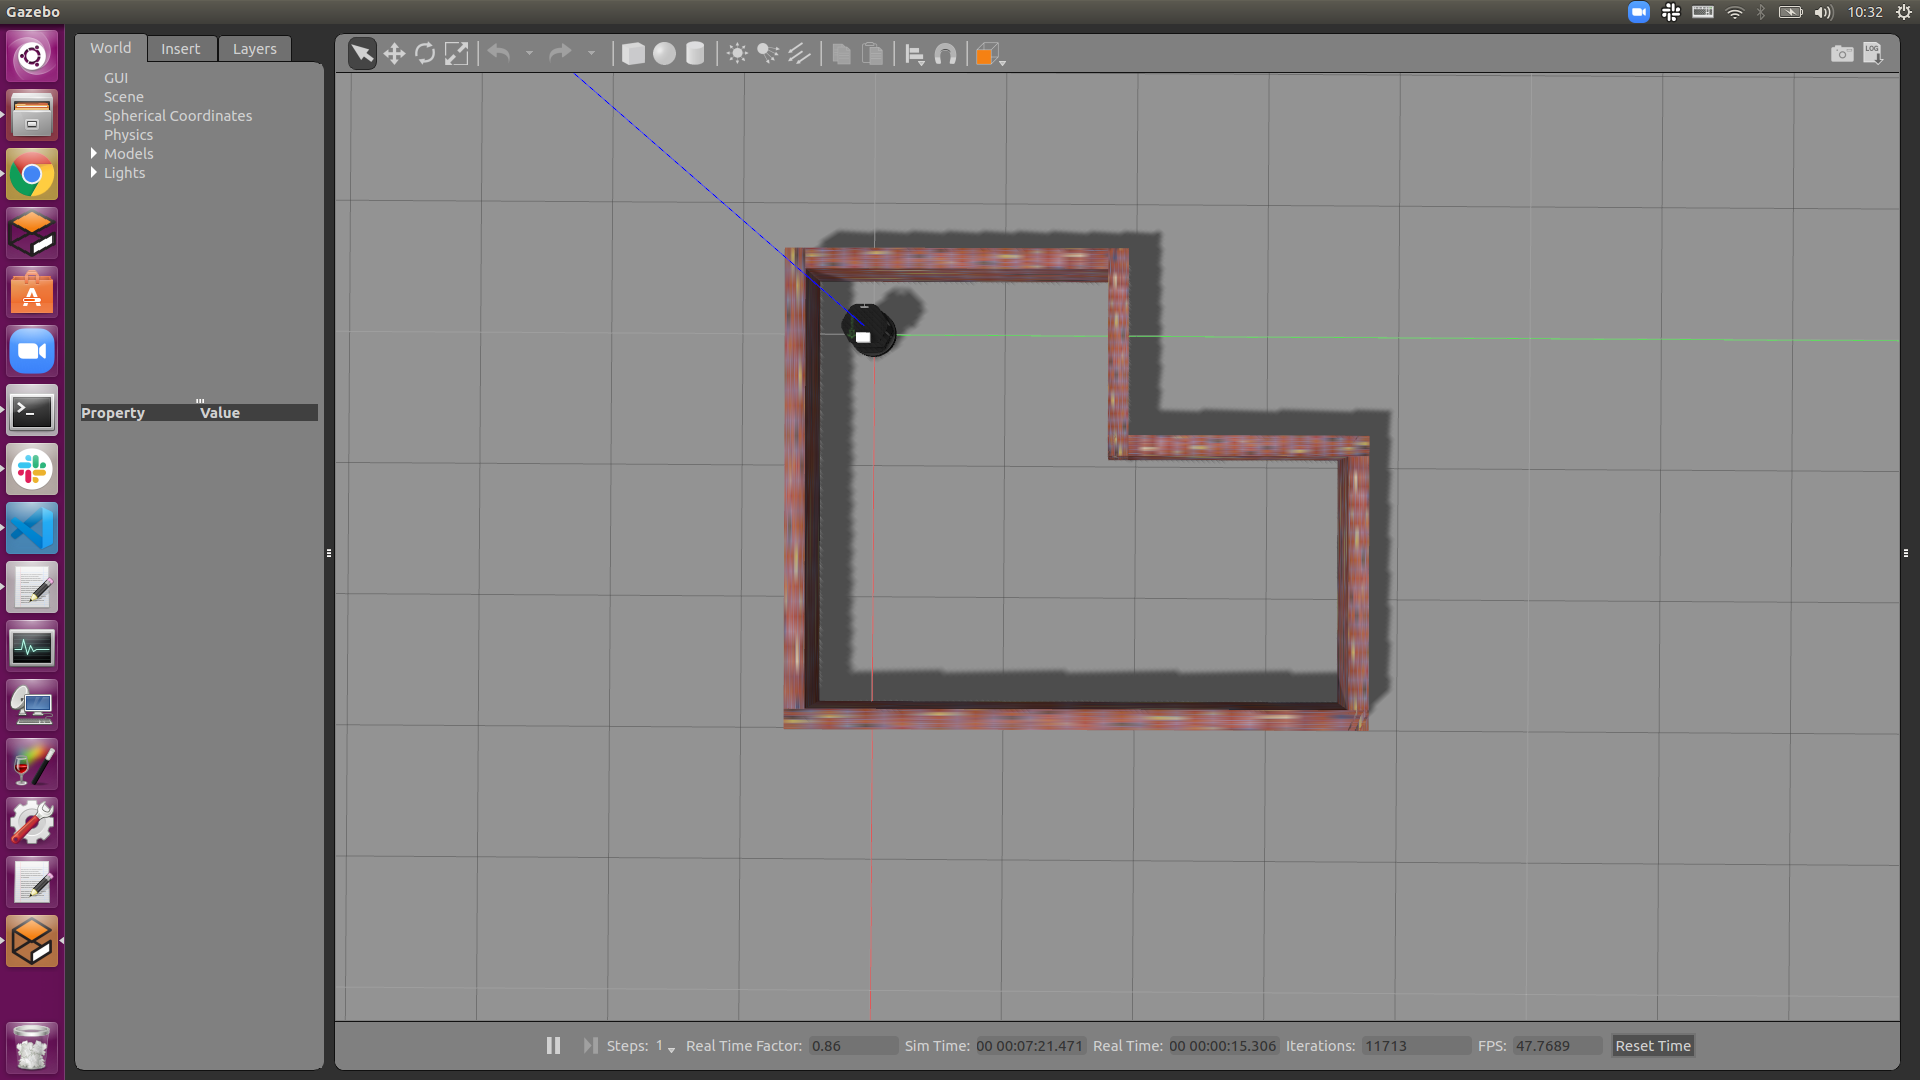 Gazebo
10:32
World
Insert
Layers
LOG
GUI
Scene
Spherical Coordinates
Physics
Models
Lights
Property Value
Steps: 1 Real Time Factor: 0.86 Sim Time: 00 00:07:21.471 Real Time: 00 00:00:15.306 Iterations: 11713 FPS: 47.7689 Reset Time